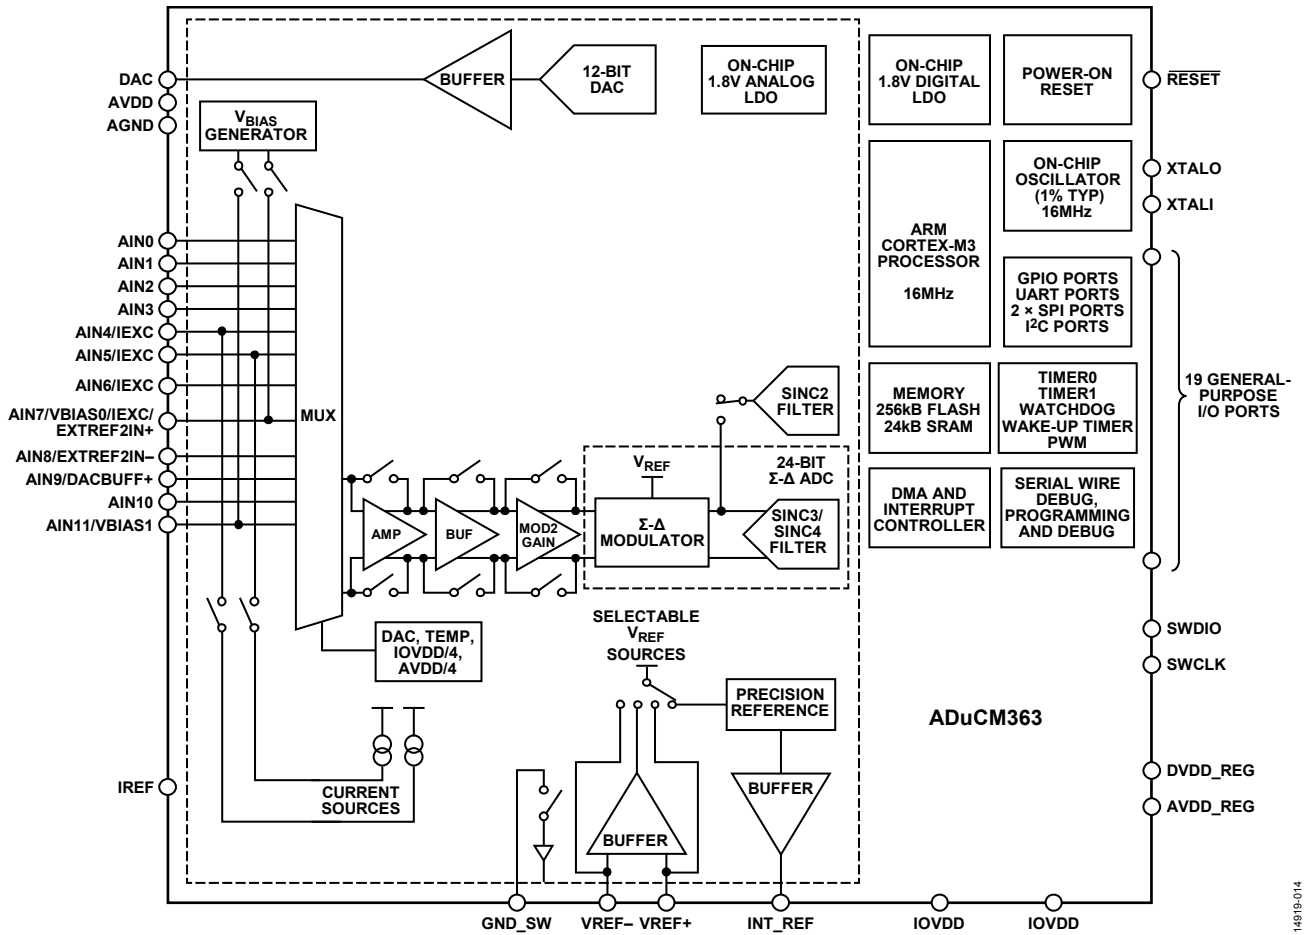 DAC
AVDD
AGND
VBIAS
GENERATOR
BUFFER
12-BIT
DAC
ON-CHIP
1.8V ANALOG
LDO
ON-CHIP
1.8V DIGITAL
LDO
POWER-ON
RESET
RESET
ARM
CORTEX-M3
PROCESSOR
16MHz
ON-CHIP
OSCILLATOR
(1% TYP)
16MHz
XTALO
XTALI
GPIO PORTS
UART PORTS
2 × SPI PORTS
I2C PORTS
AIN0
AIN1
AIN2
AIN3
AIN4/IEXC
AIN5/IEXC
AIN6/IEXC
AIN7/VBIAS0/IEXC/
EXTREF2IN+
AIN8/EXTREF2IN–
AIN9/DACBUFF+
AIN10
AIN11/VBIAS1
MUX
AMP
BUF
MOD2
GAIN
VREF
Σ-Δ
MODULATOR
24-BIT
Σ-Δ ADC
SINC2
FILTER
SINC3/
SINC4
FILTER
MEMORY
256kB FLASH
24kB SRAM
TIMER0
TIMER1
WATCHDOG
WAKE-UP TIMER
PWM
19 GENERAL-
PURPOSE
I/O PORTS
DMA AND
INTERRUPT
CONTROLLER
SERIAL WIRE
DEBUG,
PROGRAMMING
AND DEBUG
DAC, TEMP,
IOVDD/4,
AVDD/4
SELECTABLE
VREF
SOURCES
PRECISION
REFERENCE
SWDIO
SWCLK
ADuCM363
IREF
CURRENT
SOURCES
BUFFER
BUFFER
DVDD_REG
AVDD_REG
GND_SW
VREF–
VREF+
INT_REF
IOVDD
IOVDD
14919-014